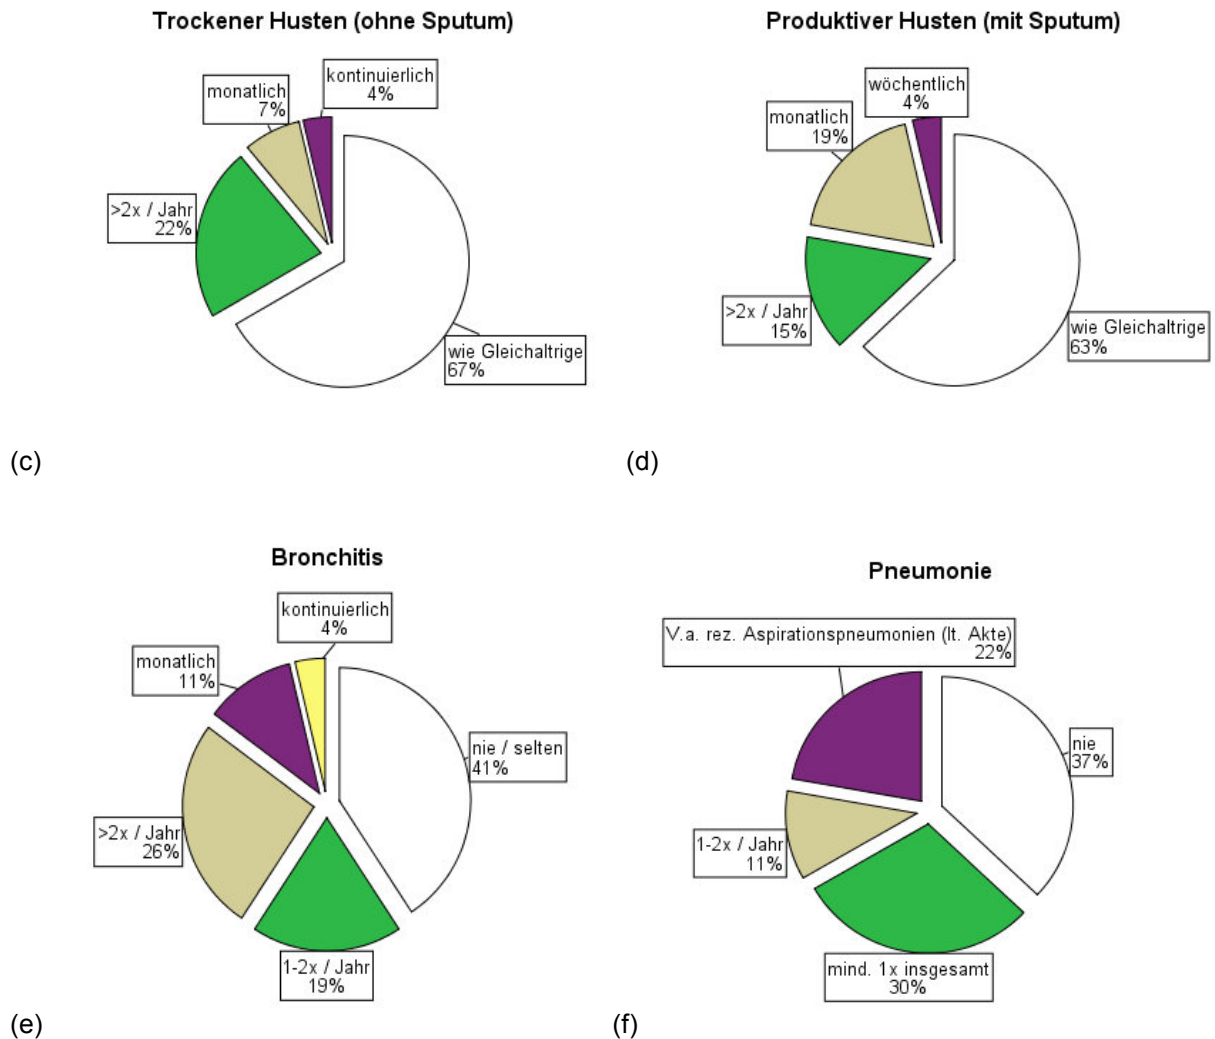 Trockener Husten (ohne Sputum)
kontinuierlich
4%
monatlich
7%
>2x / Jahr
22%
wie Gleichaltrige
67%
(c)
Produktiver Husten (mit Sputum)
wöchentlich
4%
monatlich
19%
>2x / Jahr
15%
wie Gleichaltrige
63%
(d)
Bronchitis
kontinuierlich
4%
monatlich
11%
nie / selten
41%
>2x / Jahr
26%
1-2x / Jahr
19%
(e)
Pneumonie
V.a. rez. Aspirationspneumonien (lt. Akte)
22%
nie
37%
1-2x / Jahr
11%
mind. 1x insgesamt
30%
(f)